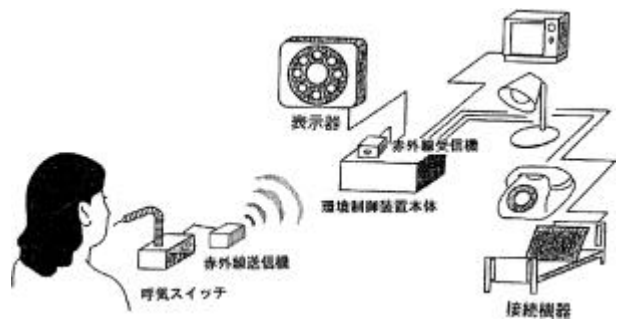 表示器
赤外線受信機
環境制御装置本体
赤外線送信機
呼気スイッチ
接続機器